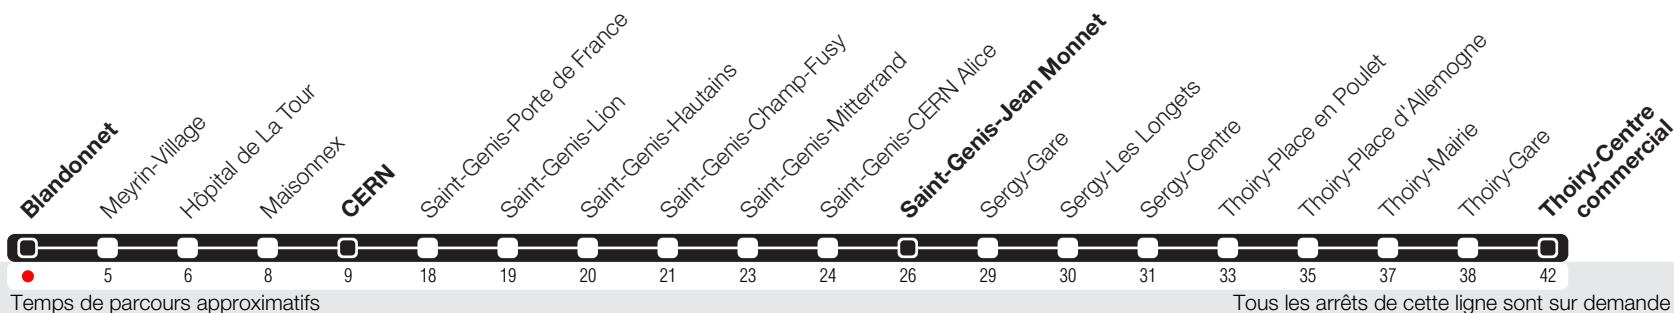 Blandonnet
Meyrin-Village
Hôpital de La Tour
Maisonnex
CERN
Saint-Genis-Porte de France
Saint-Genis-Lion
Saint-Genis-Hautains
Saint-Genis-Champ-Fusy
Saint-Genis-Mitterrand
Saint-Genis-CERN Alice
Saint-Genis-Jean Monnet
Sergy-Gare
Sergy-Les Longets
Sergy-Centre
Thoiry-Place en Poulet
Thoiry-Place d'Allemogne
Thoiry-Mairie
Thoiry-Gare
Thoiry-Centre
commercial
5 6 8 9 18 19 20 21 23 24 26 29 30 31 33 35 37 38 42
Temps de parcours approximatifs
Tous les arrêts de cette ligne sont sur demande